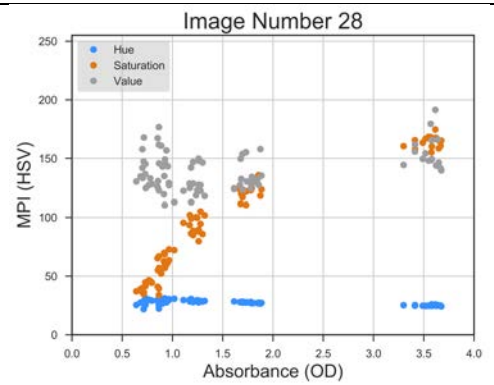 Image Number 28
250
Hue
Saturation
Value
200
150
100
50
0
MPI (HSV)
0.0 0.5 1.0 1.5 2.0 2.5 3.0 3.5 4.0
Absorbance (OD)